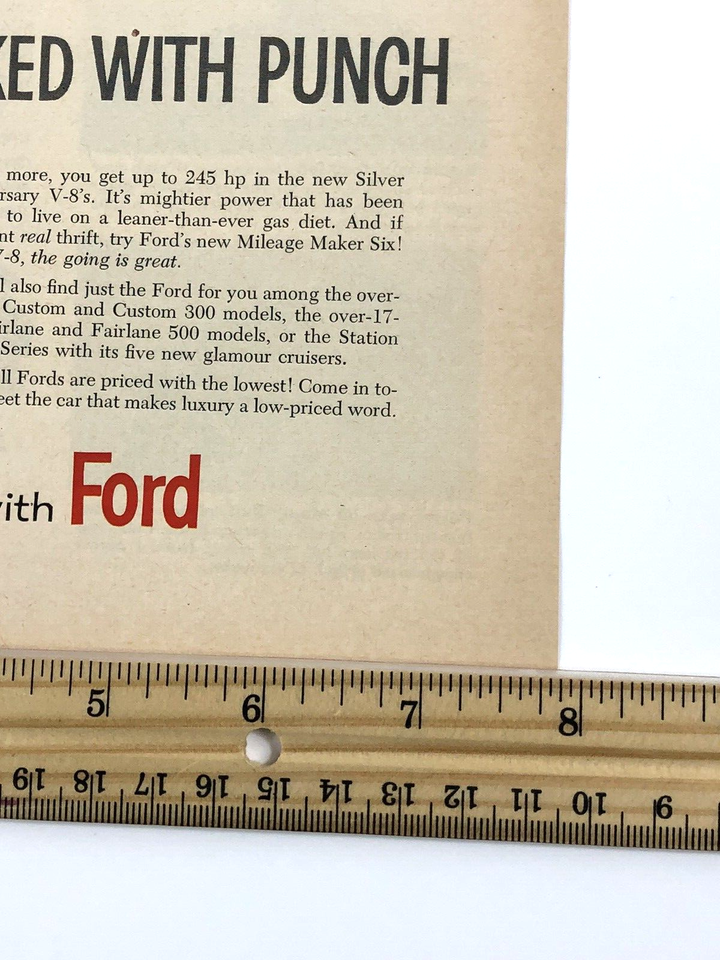 KED WITH PUNCH
more, you get up to 245 hp in the new Silver
rsary V-8's. It's mightier power that has been
to live on a leaner-than-ever gas diet. And if
nt real thrift, try Ford's new Mileage Maker Six!
-8, the going is great.
l also find just the Ford for you among the over-
Custom and Custom 300 models, the over-17-
irlane and Fairlane 500 models, or the Station
Series with its five new glamour cruisers.
ll Fords are priced with the lowest! Come in to-
eet the car that makes luxury a low-priced word.
ith Ford
5 6 7 8
19 18 17 16 15 14 13 12 11 10 9